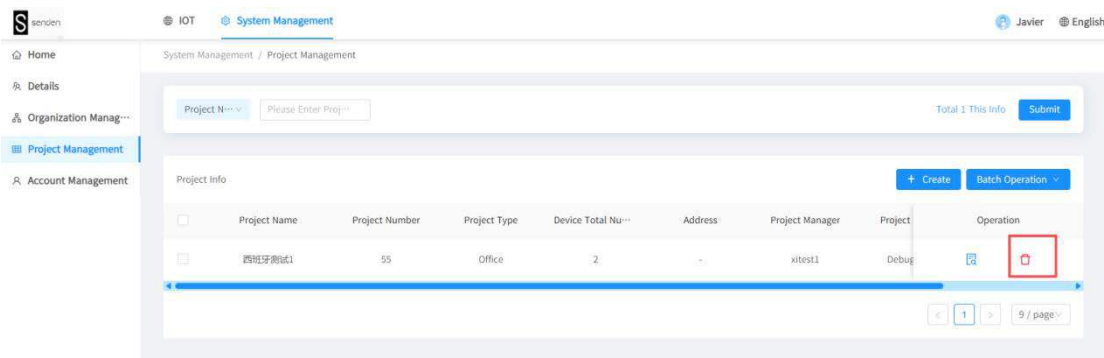 S senden
IOT
System Management
Javier
English
Home
Details
Organization Manag…
Project Management
Account Management
System Management / Project Management
Project N…
Please Enter Proj…
Total 1 This Info
Submit
Project Info
+ Create
Batch Operation
Project Name Project Number Project Type Device Total Nu… Address Project Manager Project Operation
西班牙测试1 55 Office 2 - xitest1 Debug
< 1 > 9 / page